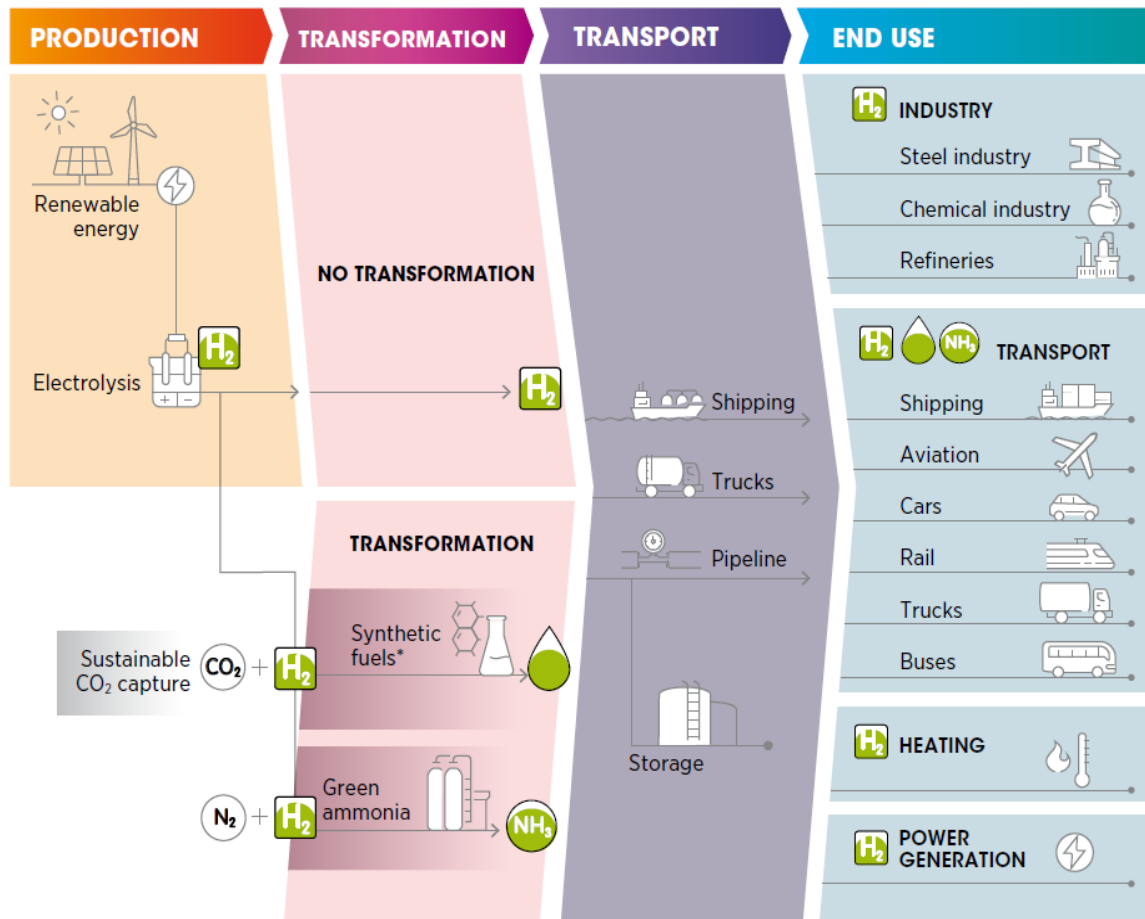 PRODUCTION
TRANSFORMATION
TRANSPORT
END USE
Renewable
energy
Electrolysis
H₂
NO TRANSFORMATION
H₂
TRANSFORMATION
Sustainable
CO₂ capture
CO₂ + H₂
Synthetic
fuels*
N₂ + H₂
Green
ammonia
NH₃
Shipping
Trucks
Pipeline
Storage
H₂ INDUSTRY
Steel industry
Chemical industry
Refineries
H₂ NH₃ TRANSPORT
Shipping
Aviation
Cars
Rail
Trucks
Buses
H₂ HEATING
H₂ POWER
GENERATION